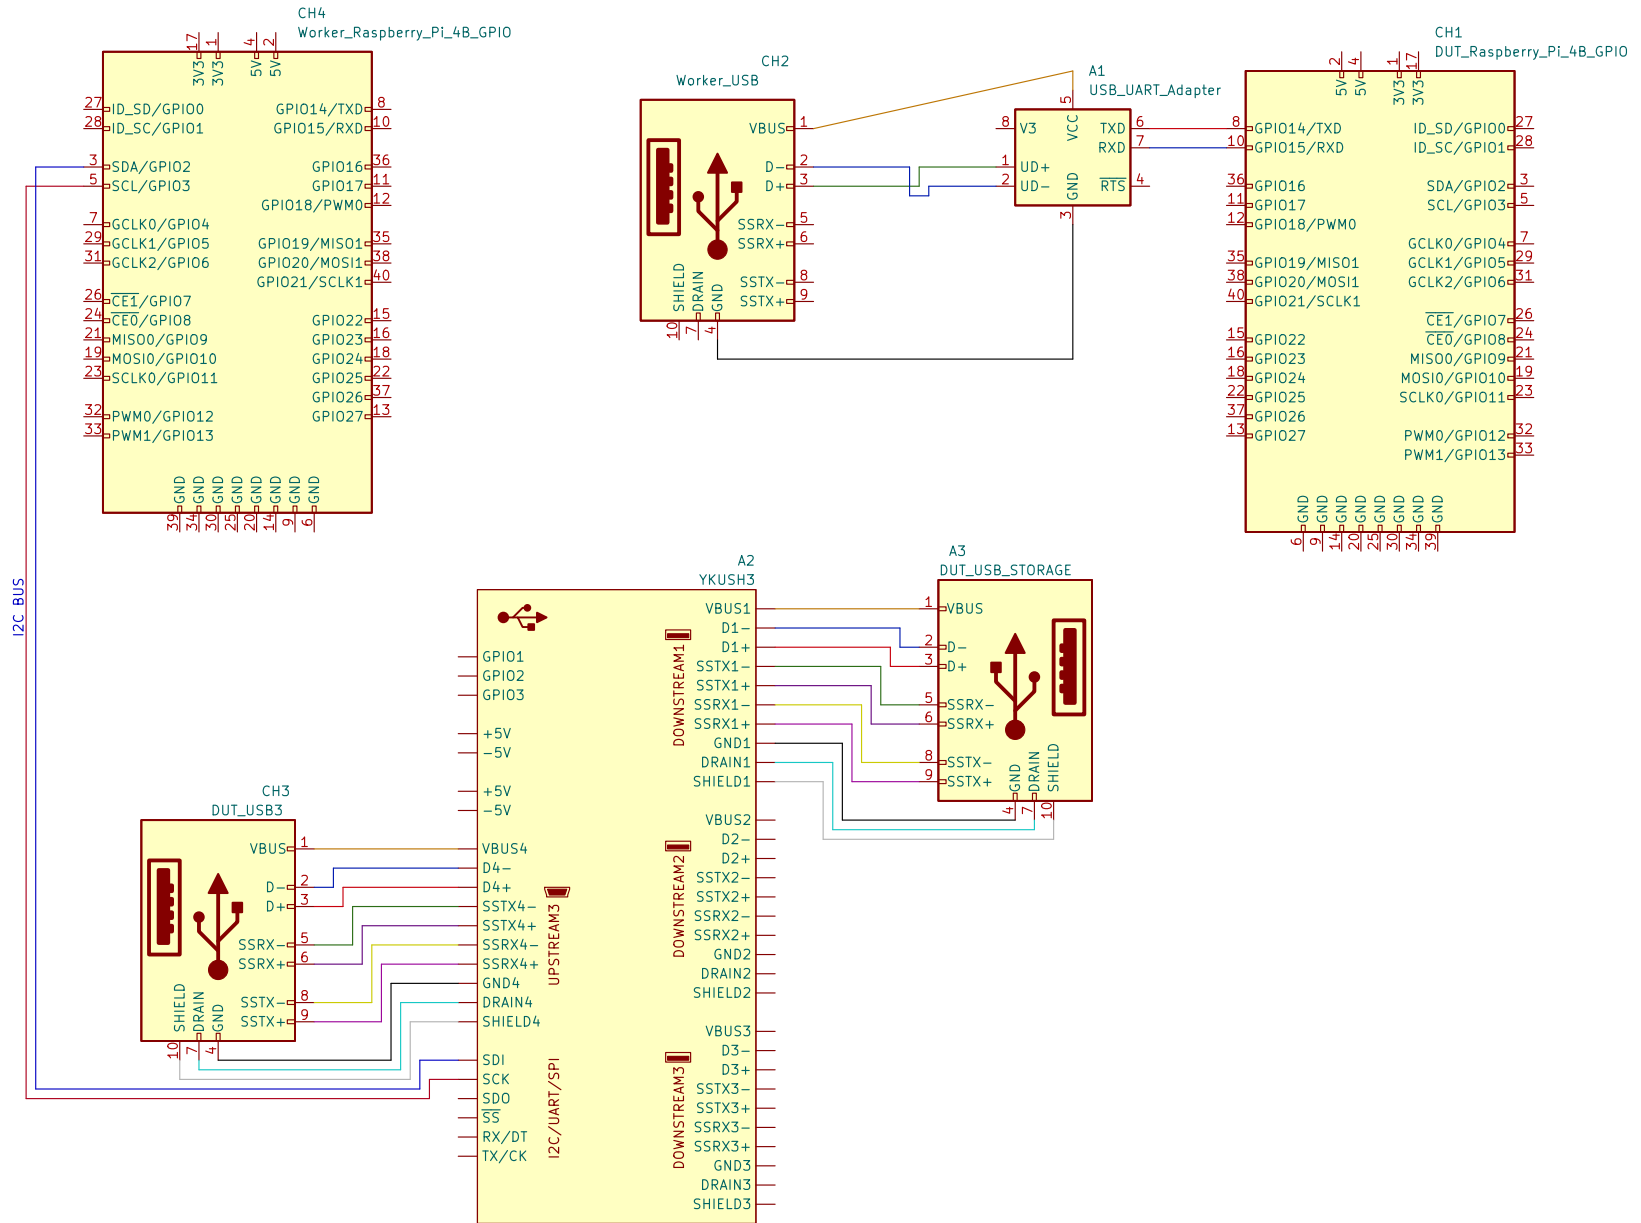 CH4
Worker_Raspberry_Pi_4B_GPIO
17
1
4
2
3V3
3V3
5V
5V
27 ID_SD/GPIO0
28 ID_SC/GPIO1
3 SDA/GPIO2
5 SCL/GPIO3
7 GCLK0/GPIO4
29 GCLK1/GPIO5
31 GCLK2/GPIO6
26 CE1/GPIO7
24 CE0/GPIO8
21 MISO0/GPIO9
19 MOSI0/GPIO10
23 SCLK0/GPIO11
32 PWM0/GPIO12
33 PWM1/GPIO13
GPIO14/TXD 8
GPIO15/RXD 10
GPIO16 36
GPIO17 11
GPIO18/PWM0 12
GPIO19/MISO1 35
GPIO20/MOSI1 38
GPIO21/SCLK1 40
GPIO22 15
GPIO23 16
GPIO24 18
GPIO25 22
GPIO26 37
GPIO27 13
GND GND GND GND GND GND GND GND
39 34 30 25 20 14 9 6
CH2
Worker_USB
VBUS 1
D- 2
D+ 3
SSRX- 5
SSRX+ 6
SSTX- 8
SSTX+ 9
SHIELD DRAIN GND
10 7 4
A1
USB_UART_Adapter
5
VCC
8 V3
1 UD+
2 UD-
TXD 6
RXD 7
RTS 4
GND
3
CH1
DUT_Raspberry_Pi_4B_GPIO
2 4 1 17
5V 5V 3V3 3V3
8 GPIO14/TXD
10 GPIO15/RXD
36 GPIO16
11 GPIO17
12 GPIO18/PWM0
35 GPIO19/MISO1
38 GPIO20/MOSI1
40 GPIO21/SCLK1
15 GPIO22
16 GPIO23
18 GPIO24
22 GPIO25
37 GPIO26
13 GPIO27
ID_SD/GPIO0 27
ID_SC/GPIO1 28
SDA/GPIO2 3
SCL/GPIO3 5
GCLK0/GPIO4 7
GCLK1/GPIO5 29
GCLK2/GPIO6 31
CE1/GPIO7 26
CE0/GPIO8 24
MISO0/GPIO9 21
MOSI0/GPIO10 19
SCLK0/GPIO11 23
PWM0/GPIO12 32
PWM1/GPIO13 33
GND GND GND GND GND GND GND GND
6 9 14 20 25 30 34 39
I2C BUS
CH3
DUT_USB3
VBUS 1
D- 2
D+ 3
SSRX- 5
SSRX+ 6
SSTX- 8
SSTX+ 9
SHIELD DRAIN GND
10 7 4
A2
YKUSH3
GPIO1
GPIO2
GPIO3
+5V
-5V
+5V
-5V
VBUS4
D4-
D4+
SSTX4-
SSTX4+
SSRX4-
SSRX4+
GND4
DRAIN4
SHIELD4
UPSTREAM3
SDI
SCK
SDO
SS
RX/DT
TX/CK
I2C/UART/SPI
VBUS1
D1-
D1+
SSTX1-
SSTX1+
SSRX1-
SSRX1+
GND1
DRAIN1
SHIELD1
DOWNSTREAM1
VBUS2
D2-
D2+
SSTX2-
SSTX2+
SSRX2-
SSRX2+
GND2
DRAIN2
SHIELD2
DOWNSTREAM2
VBUS3
D3-
D3+
SSTX3-
SSTX3+
SSRX3-
SSRX3+
GND3
DRAIN3
SHIELD3
DOWNSTREAM3
A3
DUT_USB_STORAGE
1 VBUS
2 D-
3 D+
5 SSRX-
6 SSRX+
8 SSTX-
9 SSTX+
GND DRAIN SHIELD
4 7 10